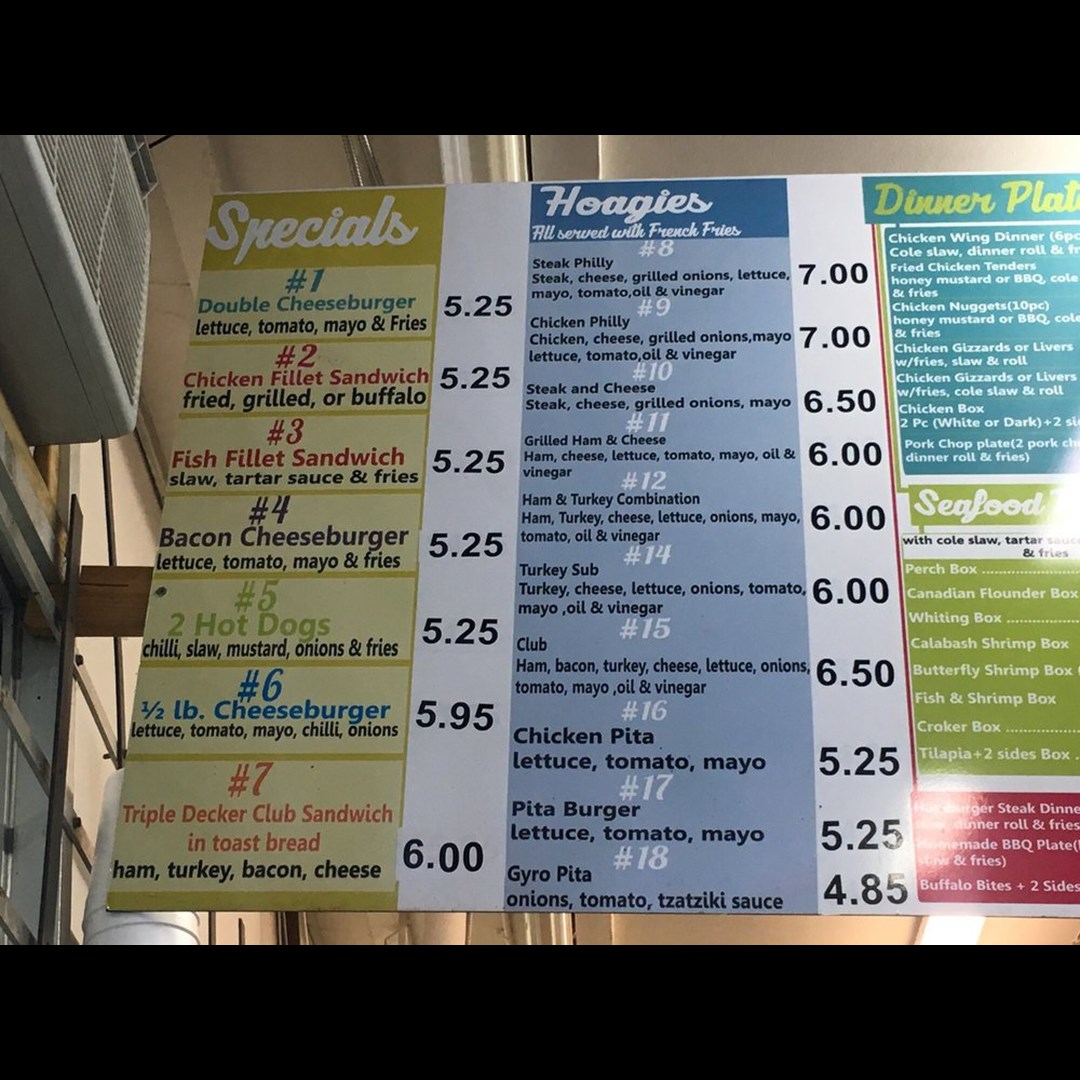 Specials
#1
Double Cheeseburger
lettuce, tomato, mayo & Fries
5.25
#2
Chicken Fillet Sandwich
fried, grilled, or buffalo
5.25
#3
Fish Fillet Sandwich
slaw, tartar sauce & fries
5.25
#4
Bacon Cheeseburger
lettuce, tomato, mayo & fries
5.25
#5
2 Hot Dogs
chilli, slaw, mustard, onions & fries
5.25
#6
½ lb. Cheeseburger
lettuce, tomato, mayo, chilli, onions
5.95
#7
Triple Decker Club Sandwich
in toast bread
ham, turkey, bacon, cheese
6.00
Hoagies
All served with French Fries
#8
Steak Philly
Steak, cheese, grilled onions, lettuce,
mayo, tomato,oil & vinegar
7.00
#9
Chicken Philly
Chicken, cheese, grilled onions,mayo
lettuce, tomato,oil & vinegar
7.00
#10
Steak and Cheese
Steak, cheese, grilled onions, mayo
6.50
#11
Grilled Ham & Cheese
Ham, cheese, lettuce, tomato, mayo, oil &
vinegar
6.00
#12
Ham & Turkey Combination
Ham, Turkey, cheese, lettuce, onions, mayo,
tomato, oil & vinegar
6.00
#14
Turkey Sub
Turkey, cheese, lettuce, onions, tomato,
mayo ,oil & vinegar
6.00
#15
Club
Ham, bacon, turkey, cheese, lettuce, onions,
tomato, mayo ,oil & vinegar
6.50
#16
Chicken Pita
lettuce, tomato, mayo
5.25
#17
Pita Burger
lettuce, tomato, mayo
5.25
#18
Gyro Pita
onions, tomato, tzatziki sauce
4.85
Dinner
Chicken Wing Dinner
Cole slaw, dinner roll &
Fried Chicken Tenders
honey mustard or BBQ,
& fries
Chicken Nuggets(10pc)
honey mustard or BBQ,
& fries
Chicken Gizzards or Livers
w/fries, slaw & roll
Chicken Gizzards or Livers
w/fries, cole slaw & roll
Chicken Box
2 Pc (White or Dark)+2
Pork Chop plate(2 pork
dinner roll & fries)
Seafood
with cole slaw, tartar sauce
& fries
Perch Box
Canadian Flounder Box
Whiting Box
Calabash Shrimp Box
Butterfly Shrimp Box
Fish & Shrimp Box
Croker Box
Tilapia+2 sides Box
Steak
dinner roll & fries
BBQ
& fries)
Buffalo Bites + 2 Sides